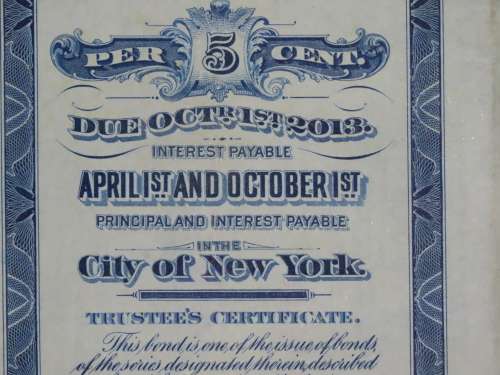 PER 5 CENT.
DUE OCTR. 1ST 2013.
INTEREST PAYABLE
APRIL 1ST AND OCTOBER 1ST
PRINCIPAL AND INTEREST PAYABLE
IN THE
City of New York.
TRUSTEE'S CERTIFICATE.
This bond is one of the issue of bonds,
of the series designated therein, described